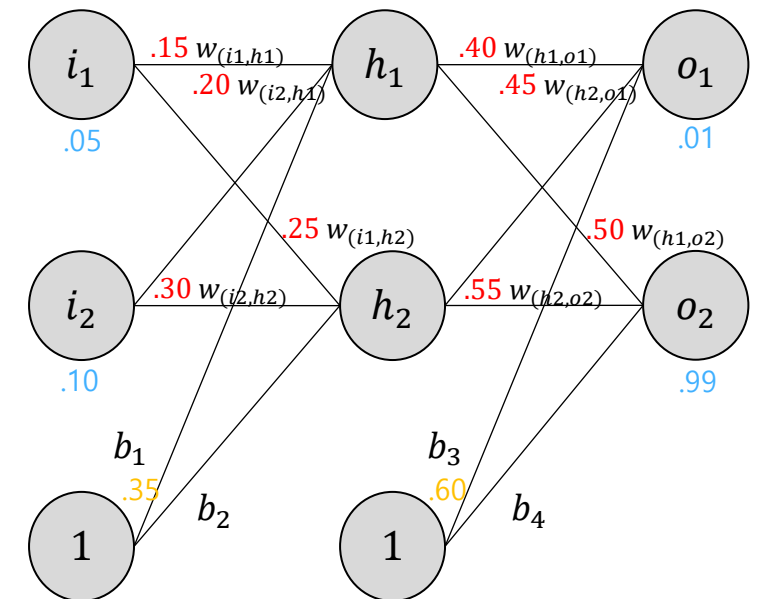 i₁ .15 w₍ᵢ₁,ₕ₁₎ h₁ .40 w₍ₕ₁,ₒ₁₎ o₁
.20 w₍ᵢ₂,ₕ₁₎ .45 w₍ₕ₂,ₒ₁₎
.05 .01
.25 w₍ᵢ₁,ₕ₂₎ .50 w₍ₕ₁,ₒ₂₎
i₂ .30 w₍ᵢ₂,ₕ₂₎ h₂ .55 w₍ₕ₂,ₒ₂₎ o₂
.10 .99
b₁ b₃
.35 .60
b₂ b₄
1 1